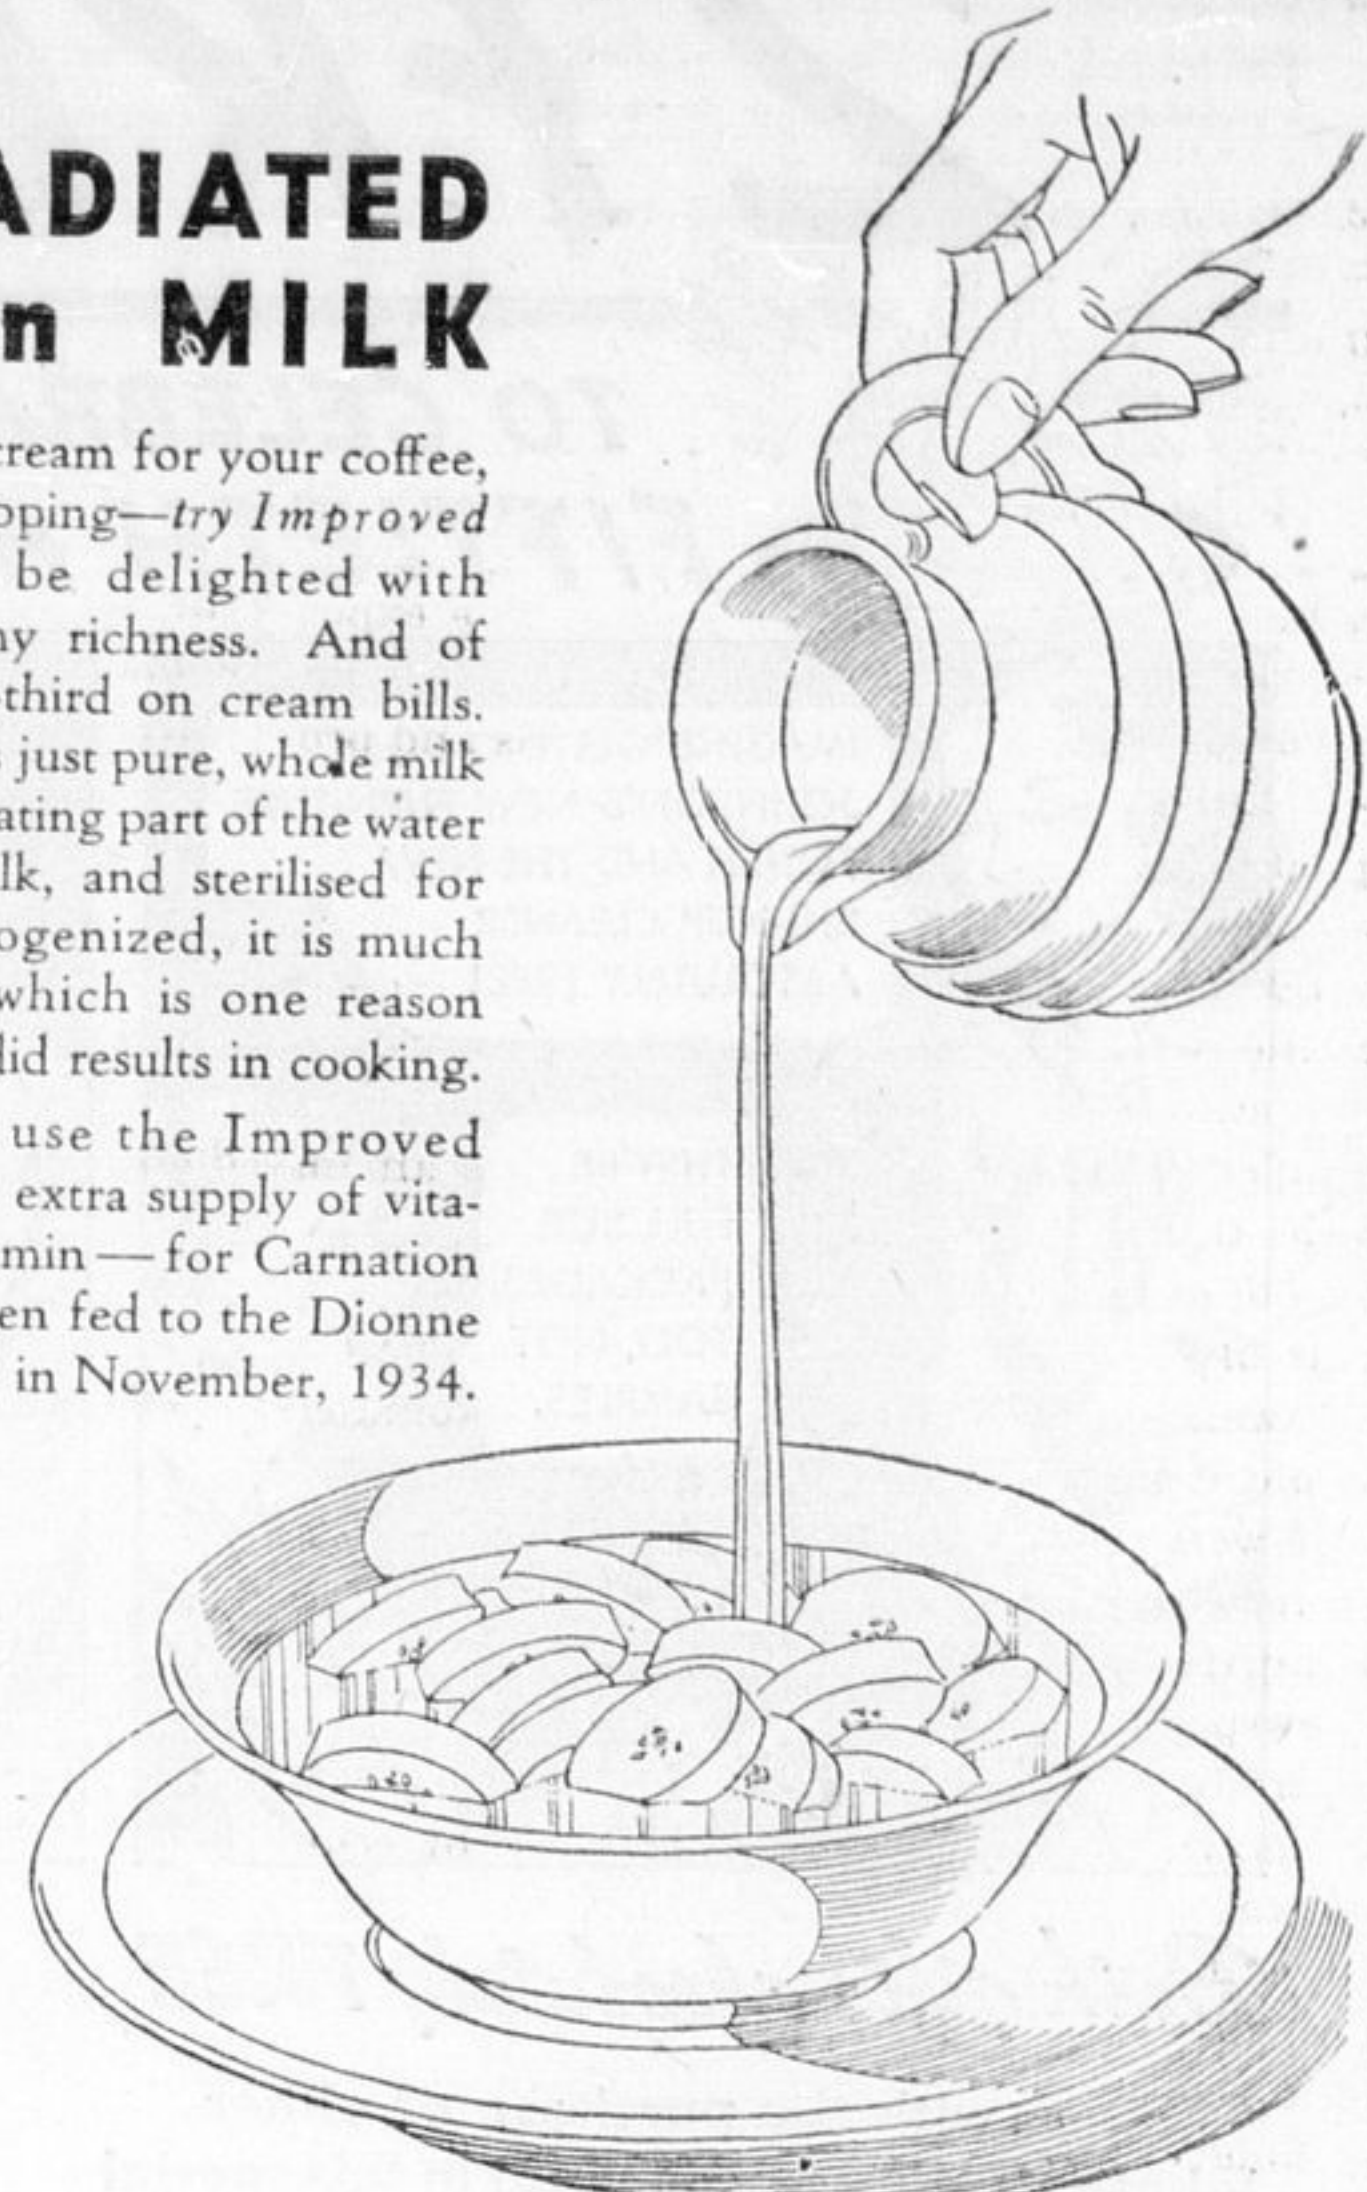 ADIATED
n MILK
cream for your coffee,
pping—try Improved
be delighted with
ny richness. And of
-third on cream bills.
s just pure, whole milk
ating part of the water
lk, and sterilised for
ogenized, it is much
which is one reason
lid results in cooking.
use the Improved
extra supply of vita-
min—for Carnation
en fed to the Dionne
in November, 1934.